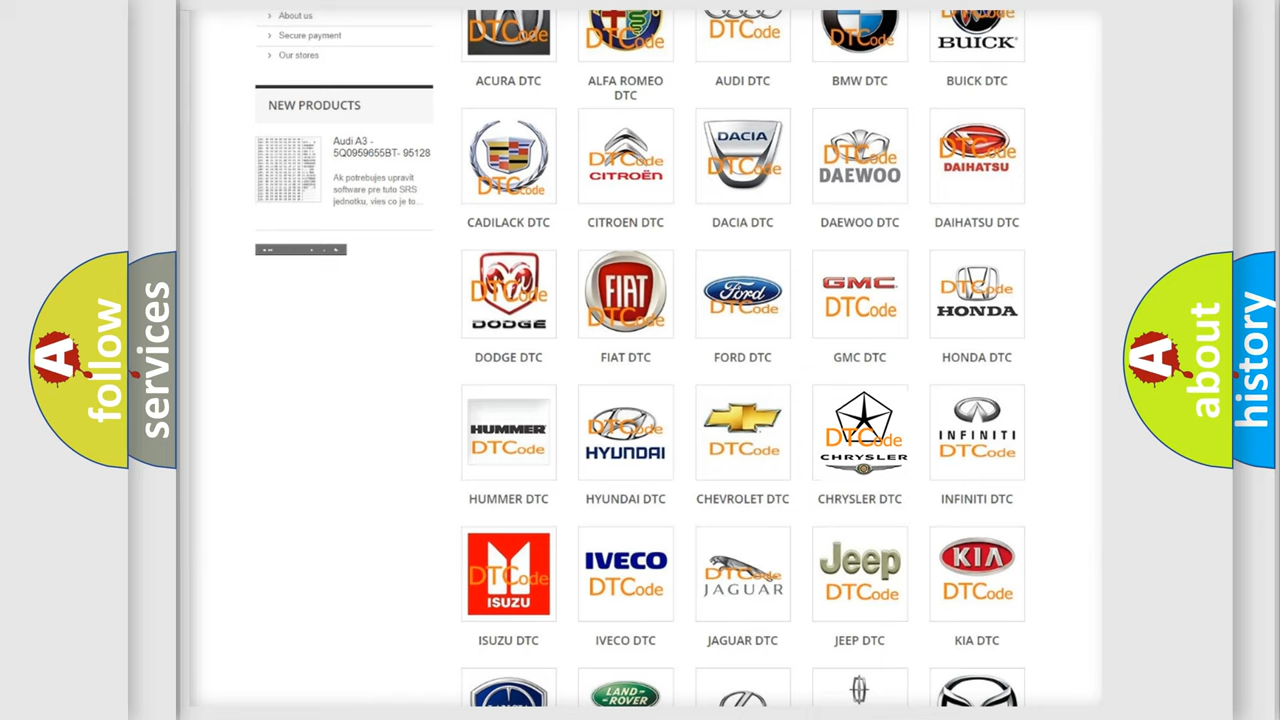 About us
Secure payment
Our stores
NEW PRODUCTS
Audi A3 -
5Q0959655BT- 95128
Ak potrebujes upravit
software pre tuto SRS
jednotku, vies co je to...
DTCode
DTCode
DTCode
DTCode
BUICK
ACURA DTC
ALFA ROMEO
DTC
AUDI DTC
BMW DTC
BUICK DTC
DTCode
DTCode
CITROËN
DACIA
DTCode
DTCode
DAEWOO
DTCode
DAIHATSU
CADILACK DTC
CITROEN DTC
DACIA DTC
DAEWOO DTC
DAIHATSU DTC
DTCode
DODGE
FIAT
DTCode
Ford
DTCode
GMC
DTCode
DTCode
HONDA
DODGE DTC
FIAT DTC
FORD DTC
GMC DTC
HONDA DTC
HUMMER
DTCode
DTCode
HYUNDAI
DTCode
DTCode
CHRYSLER
INFINITI
DTCode
HUMMER DTC
HYUNDAI DTC
CHEVROLET DTC
CHRYSLER DTC
INFINITI DTC
DTCode
ISUZU
IVECO
DTCode
DTCode
JAGUAR
Jeep
DTCode
KIA
DTCode
ISUZU DTC
IVECO DTC
JAGUAR DTC
JEEP DTC
KIA DTC
LAND-
ROVER
A
follow
services
A
about
history